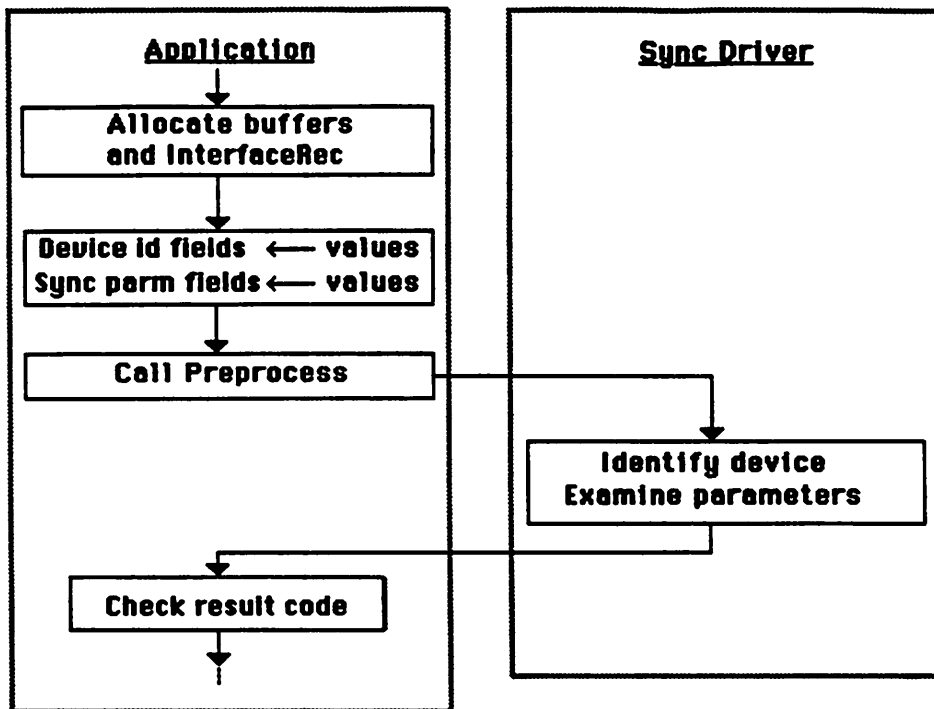 Application
Allocate buffers
and InterfaceRec
Device id fields ← values
Sync parm fields ← values
Call Preprocess
Sync Driver
Identify device
Examine parameters
Check result code